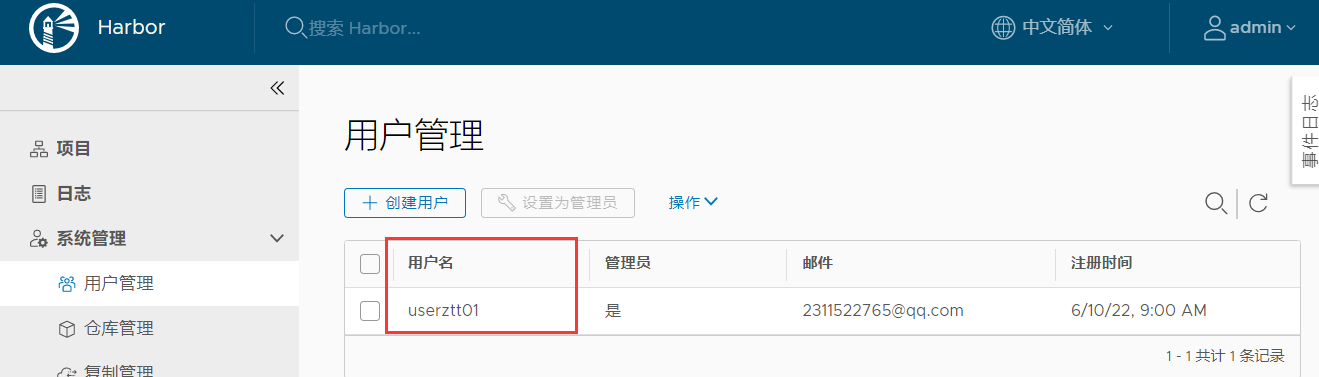 Harbor
搜索 Harbor...
中文简体
admin
事件日志
项目
日志
系统管理
用户管理
仓库管理
复制管理
用户管理
创建用户
设置为管理员
操作
用户名 管理员 邮件 注册时间
userztt01 是 2311522765@qq.com 6/10/22, 9:00 AM
1 - 1 共计 1 条记录